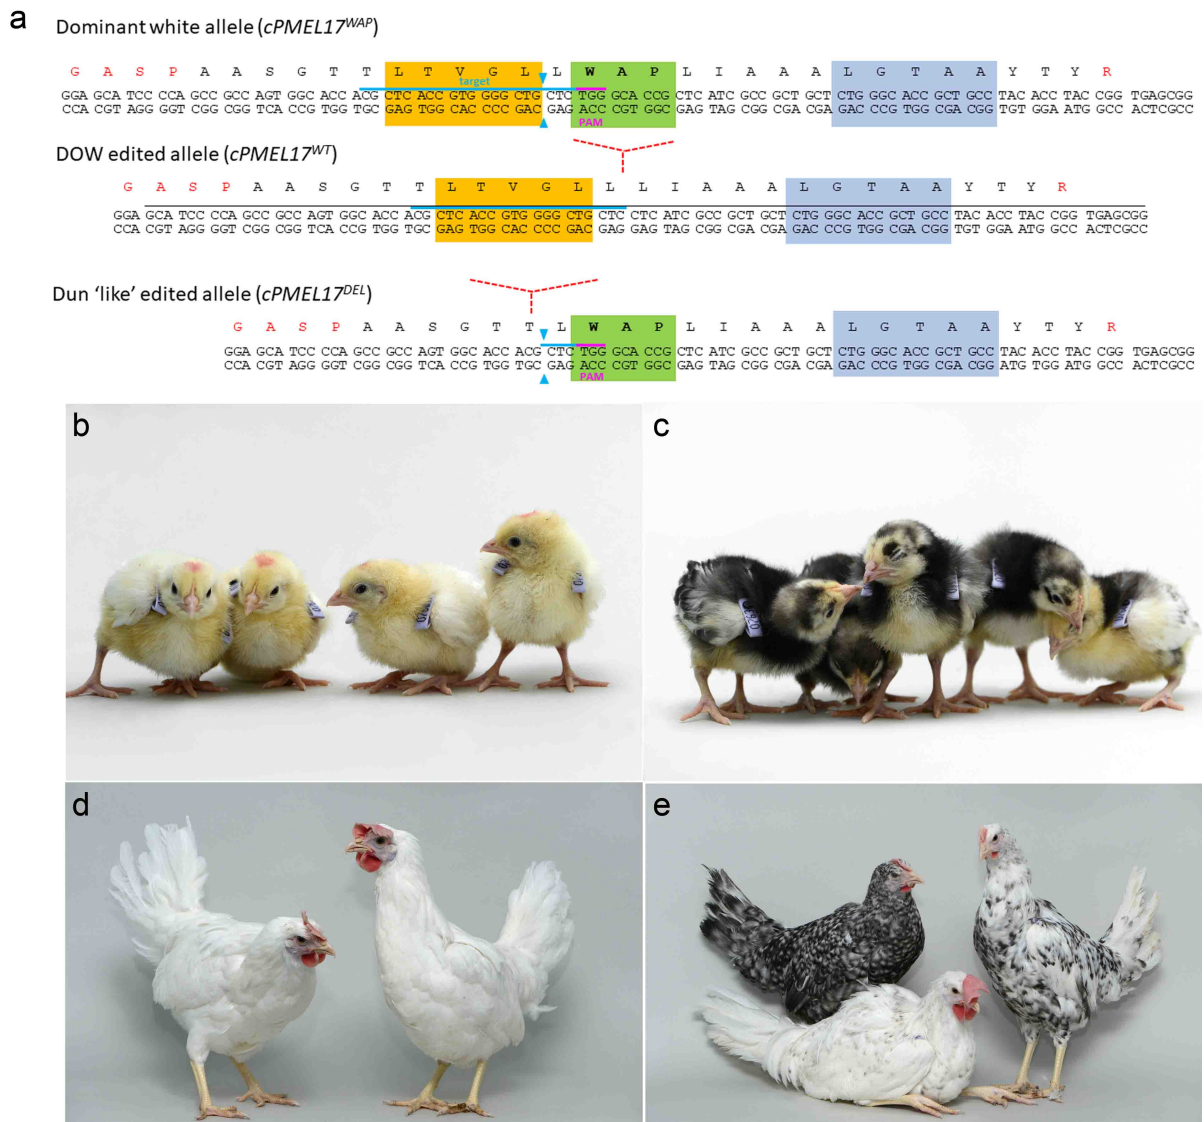 a
Dominant white allele (cPMEL17^WAP)
G A S P A A S G T T L T V G L L W A P L I A A A L G T A A Y T Y R
target
GGA GCA TCC CCA GCC GCC AGT GGC ACC ACG CTC ACC GTG GGG CTG CTC TGG GCA CCG CTC ATC GCC GCT GCT CTG GGC ACC GCT GCC TAC ACC TAC CGG TGAGCGG
CCA CGT AGG GGT CGG CGG TCA CCG TGG TGC GAG TGG CAC CCC GAC GAG ACC CGT GGC GAG TAG CGG CGA CGA GAC CCG TGG CGA CGG TGT GGA ATG GCC ACTCGCC
PAM
DOW edited allele (cPMEL17^WT)
G A S P A A S G T T L T V G L L L I A A A L G T A A Y T Y R
GGA GCA TCC CCA GCC GCC AGT GGC ACC ACG CTC ACC GTG GGG CTG CTC CTC ATC GCC GCT GCT CTG GGC ACC GCT GCC TAC ACC TAC CGG TGAGCGG
CCA CGT AGG GGT CGG CGG TCA CCG TGG TGC GAG TGG CAC CCC GAC GAG GAG TAG CGG CGA CGA GAC CCG TGG CGA CGG TGT GGA ATG GCC ACTCGCC
Dun ‘like’ edited allele (cPMEL17^DEL)
G A S P A A S G T T L W A P L I A A A L G T A A Y T Y R
GGA GCA TCC CCA GCC GCC AGT GGC ACC ACG CTC TGG GCA CCG CTC ATC GCC GCT GCT CTG GGC ACC GCT GCC TAC ACC TAC CGG TGAGCGG
CCA CGT AGG GGT CGG CGG TCA CCG TGG TGC GAG ACC CGT GGC GAG TAG CGG CGA CGA GAC CCG TGG CGA CGG ATG TGG ATG GCC ACTCGCC
PAM
b
c
d
e